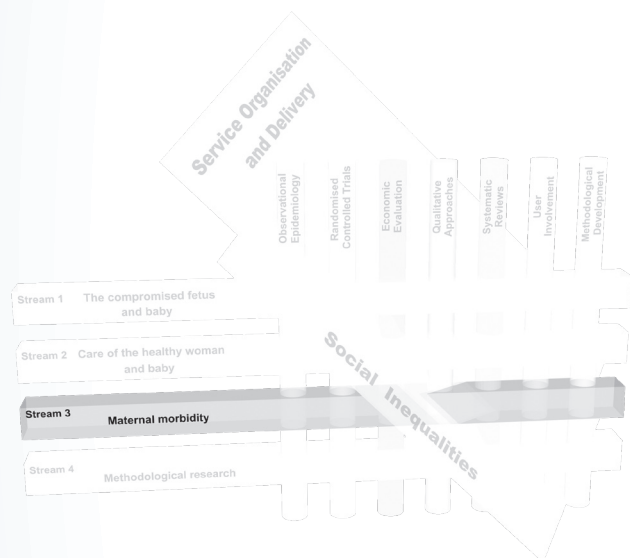 Service Organisation
and Delivery
Observational
Epidemiology
Randomised
Controlled Trials
Economic
Evaluation
Qualitative
Approaches
Systematic
Reviews
User
Involvement
Methodological
Development
Stream 1 The compromised fetus
and baby
Stream 2 Care of the healthy woman
and baby
Social Inequalities
Stream 3 Maternal morbidity
Stream 4 Methodological research